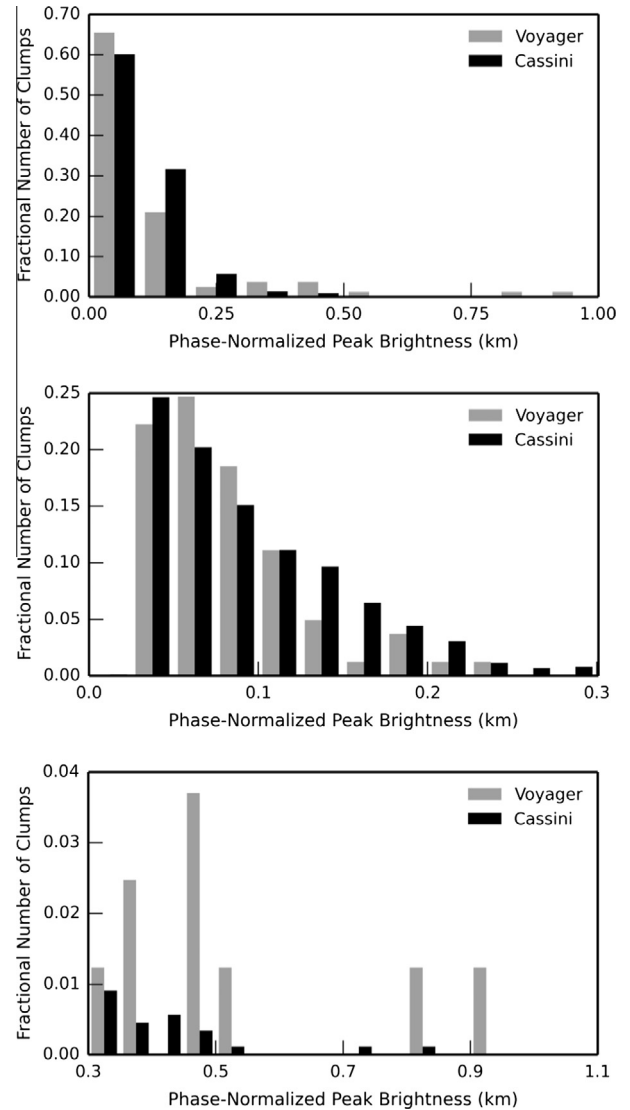 0.70
0.60
0.50
0.40
0.30
0.20
0.10
0.00
Fractional Number of Clumps
Voyager
Cassini
0.00 0.25 0.50 0.75 1.00
Phase-Normalized Peak Brightness (km)
0.25
0.20
0.15
0.10
0.05
0.00
Fractional Number of Clumps
Voyager
Cassini
0.0 0.1 0.2 0.3
Phase-Normalized Peak Brightness (km)
0.04
0.03
0.02
0.01
0.00
Fractional Number of Clumps
Voyager
Cassini
0.3 0.5 0.7 0.9 1.1
Phase-Normalized Peak Brightness (km)